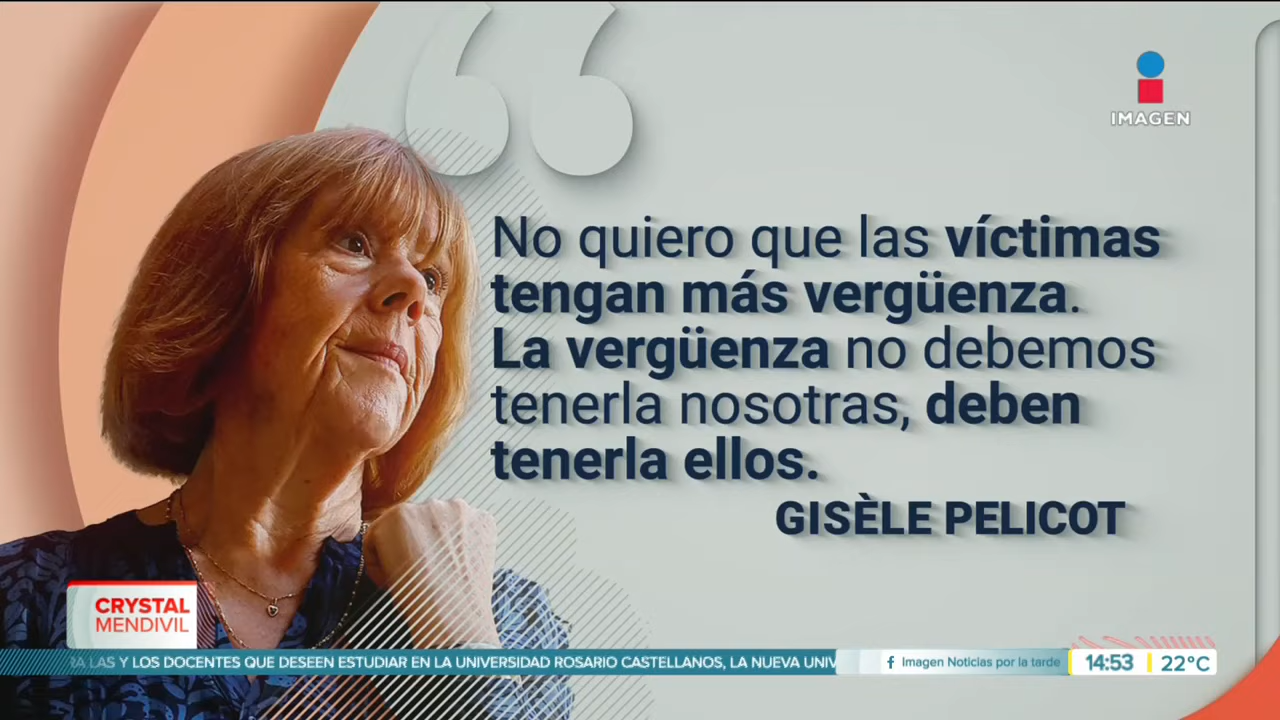 IMAGEN
No quiero que las víctimas
tengan más vergüenza.
La vergüenza no debemos
tenerla nosotras, deben
tenerla ellos.
GISÈLE PELICOT
CRYSTAL
MENDIVIL
LAS Y LOS DOCENTES QUE DESEEN ESTUDIAR EN LA UNIVERSIDAD ROSARIO CASTELLANOS, LA NUEVA
Imagen Noticias por la tarde
14:53
22°C